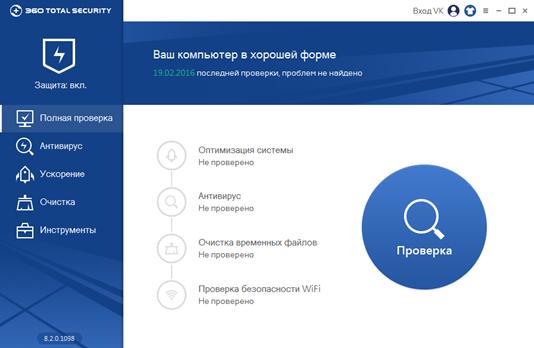 360 TOTAL SECURITY
Вход VK
Защита: вкл.
Ваш компьютер в хорошей форме
19.02.2016 последней проверки, проблем не найдено
Полная проверка
Антивирус
Ускорение
Очистка
Инструменты
Оптимизация системы
Не проверено
Антивирус
Не проверено
Очистка временных файлов
Не проверено
Проверка безопасности WiFi
Не проверено
Проверка
8.2.0.1098